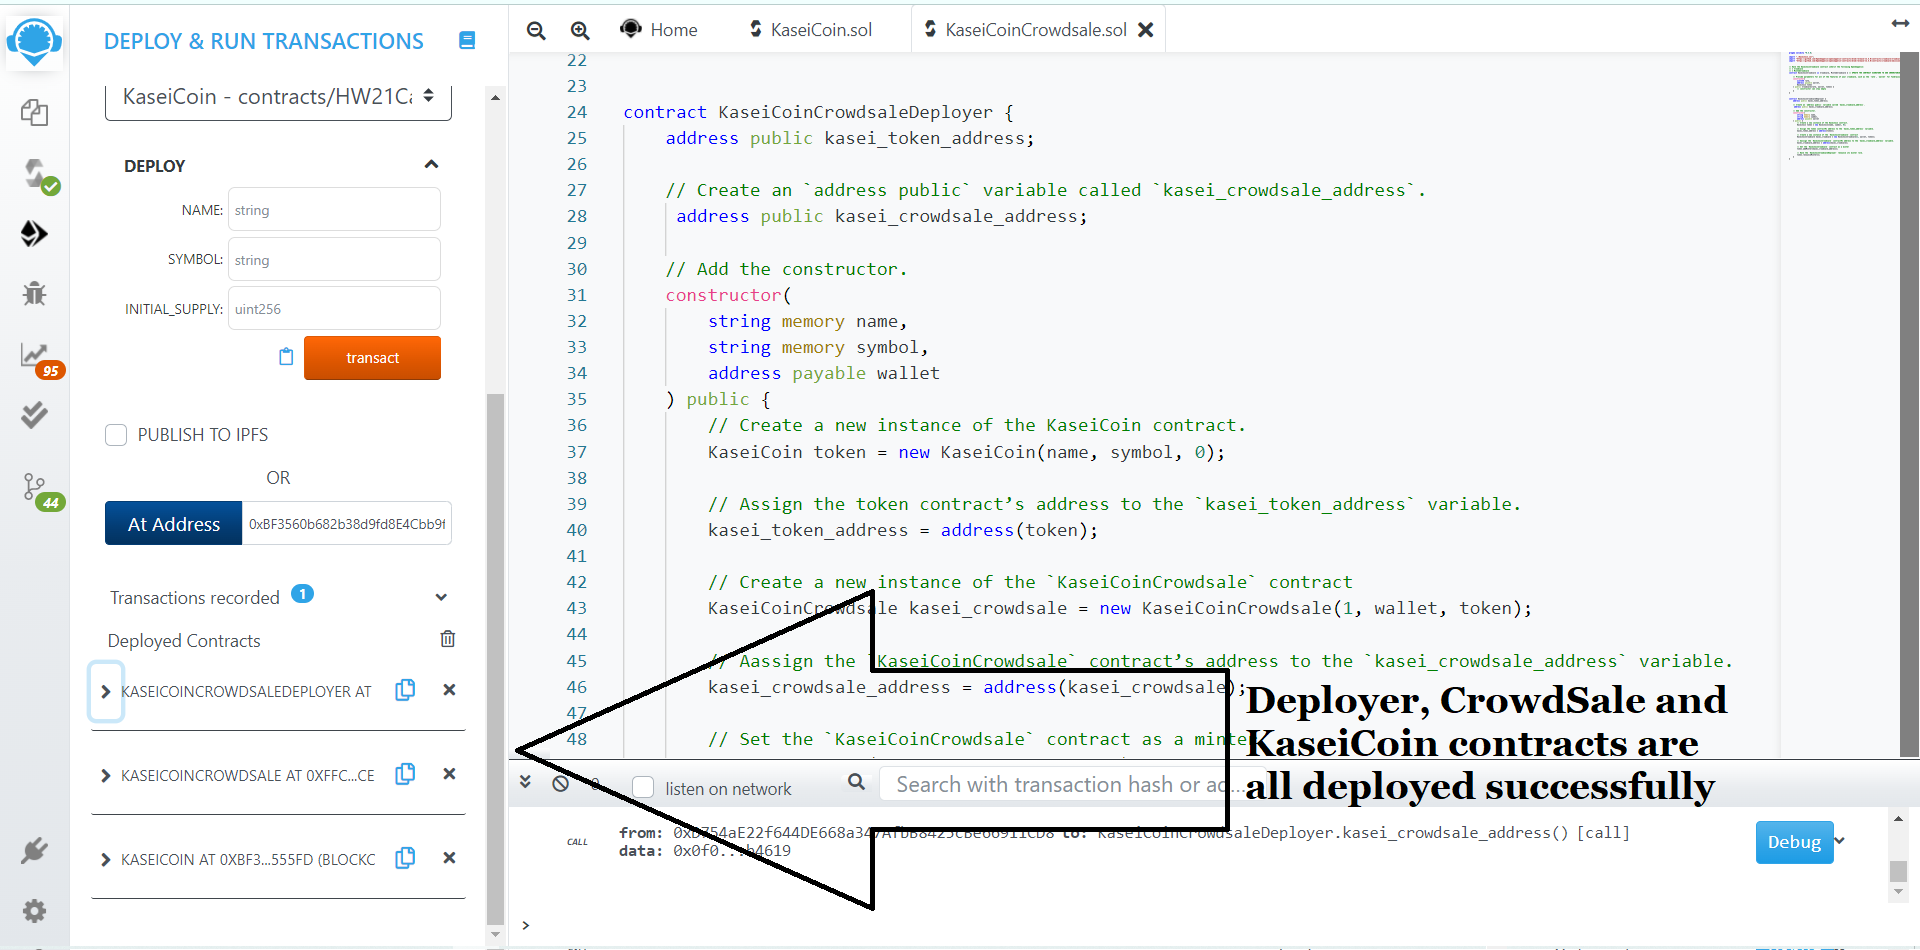 DEPLOY & RUN TRANSACTIONS
KaseiCoin - contracts/HW21Ca
DEPLOY
NAME: string
SYMBOL: string
INITIAL_SUPPLY: uint256
transact
PUBLISH TO IPFS
OR
At Address 0xBF3560b682b38d9fd8E4Cbb9f
Transactions recorded 1
Deployed Contracts
KASEICOINCROWDSALEDEPLOYER AT
KASEICOINCROWDSALE AT 0XFFC...CE
KASEICOIN AT 0XBF3...555FD (BLOCKC
95
44
Home
KaseiCoin.sol
KaseiCoinCrowdsale.sol
22
23
24 contract KaseiCoinCrowdsaleDeployer {
25 address public kasei_token_address;
26
27 // Create an `address public` variable called `kasei_crowdsale_address`.
28 address public kasei_crowdsale_address;
29
30 // Add the constructor.
31 constructor(
32 string memory name,
33 string memory symbol,
34 address payable wallet
35 ) public {
36 // Create a new instance of the KaseiCoin contract.
37 KaseiCoin token = new KaseiCoin(name, symbol, 0);
38
39 // Assign the token contract’s address to the `kasei_token_address` variable.
40 kasei_token_address = address(token);
41
42 // Create a new instance of the `KaseiCoinCrowdsale` contract
43 KaseiCoinCrowdsale kasei_crowdsale = new KaseiCoinCrowdsale(1, wallet, token);
44
45 // Aassign the `KaseiCoinCrowdsale` contract’s address to the `kasei_crowdsale_address` variable.
46 kasei_crowdsale_address = address(kasei_crowdsale);
47
48 // Set the `KaseiCoinCrowdsale` contract as a minte
Deployer, CrowdSale and
KaseiCoin contracts are
all deployed successfully
0 listen on network Search with transaction hash or ad...
CALL from: to: KaseiCoinCrowdsaleDeployer.kasei_crowdsale_address() [call]
data: 0x0f0...b4619
Debug
>